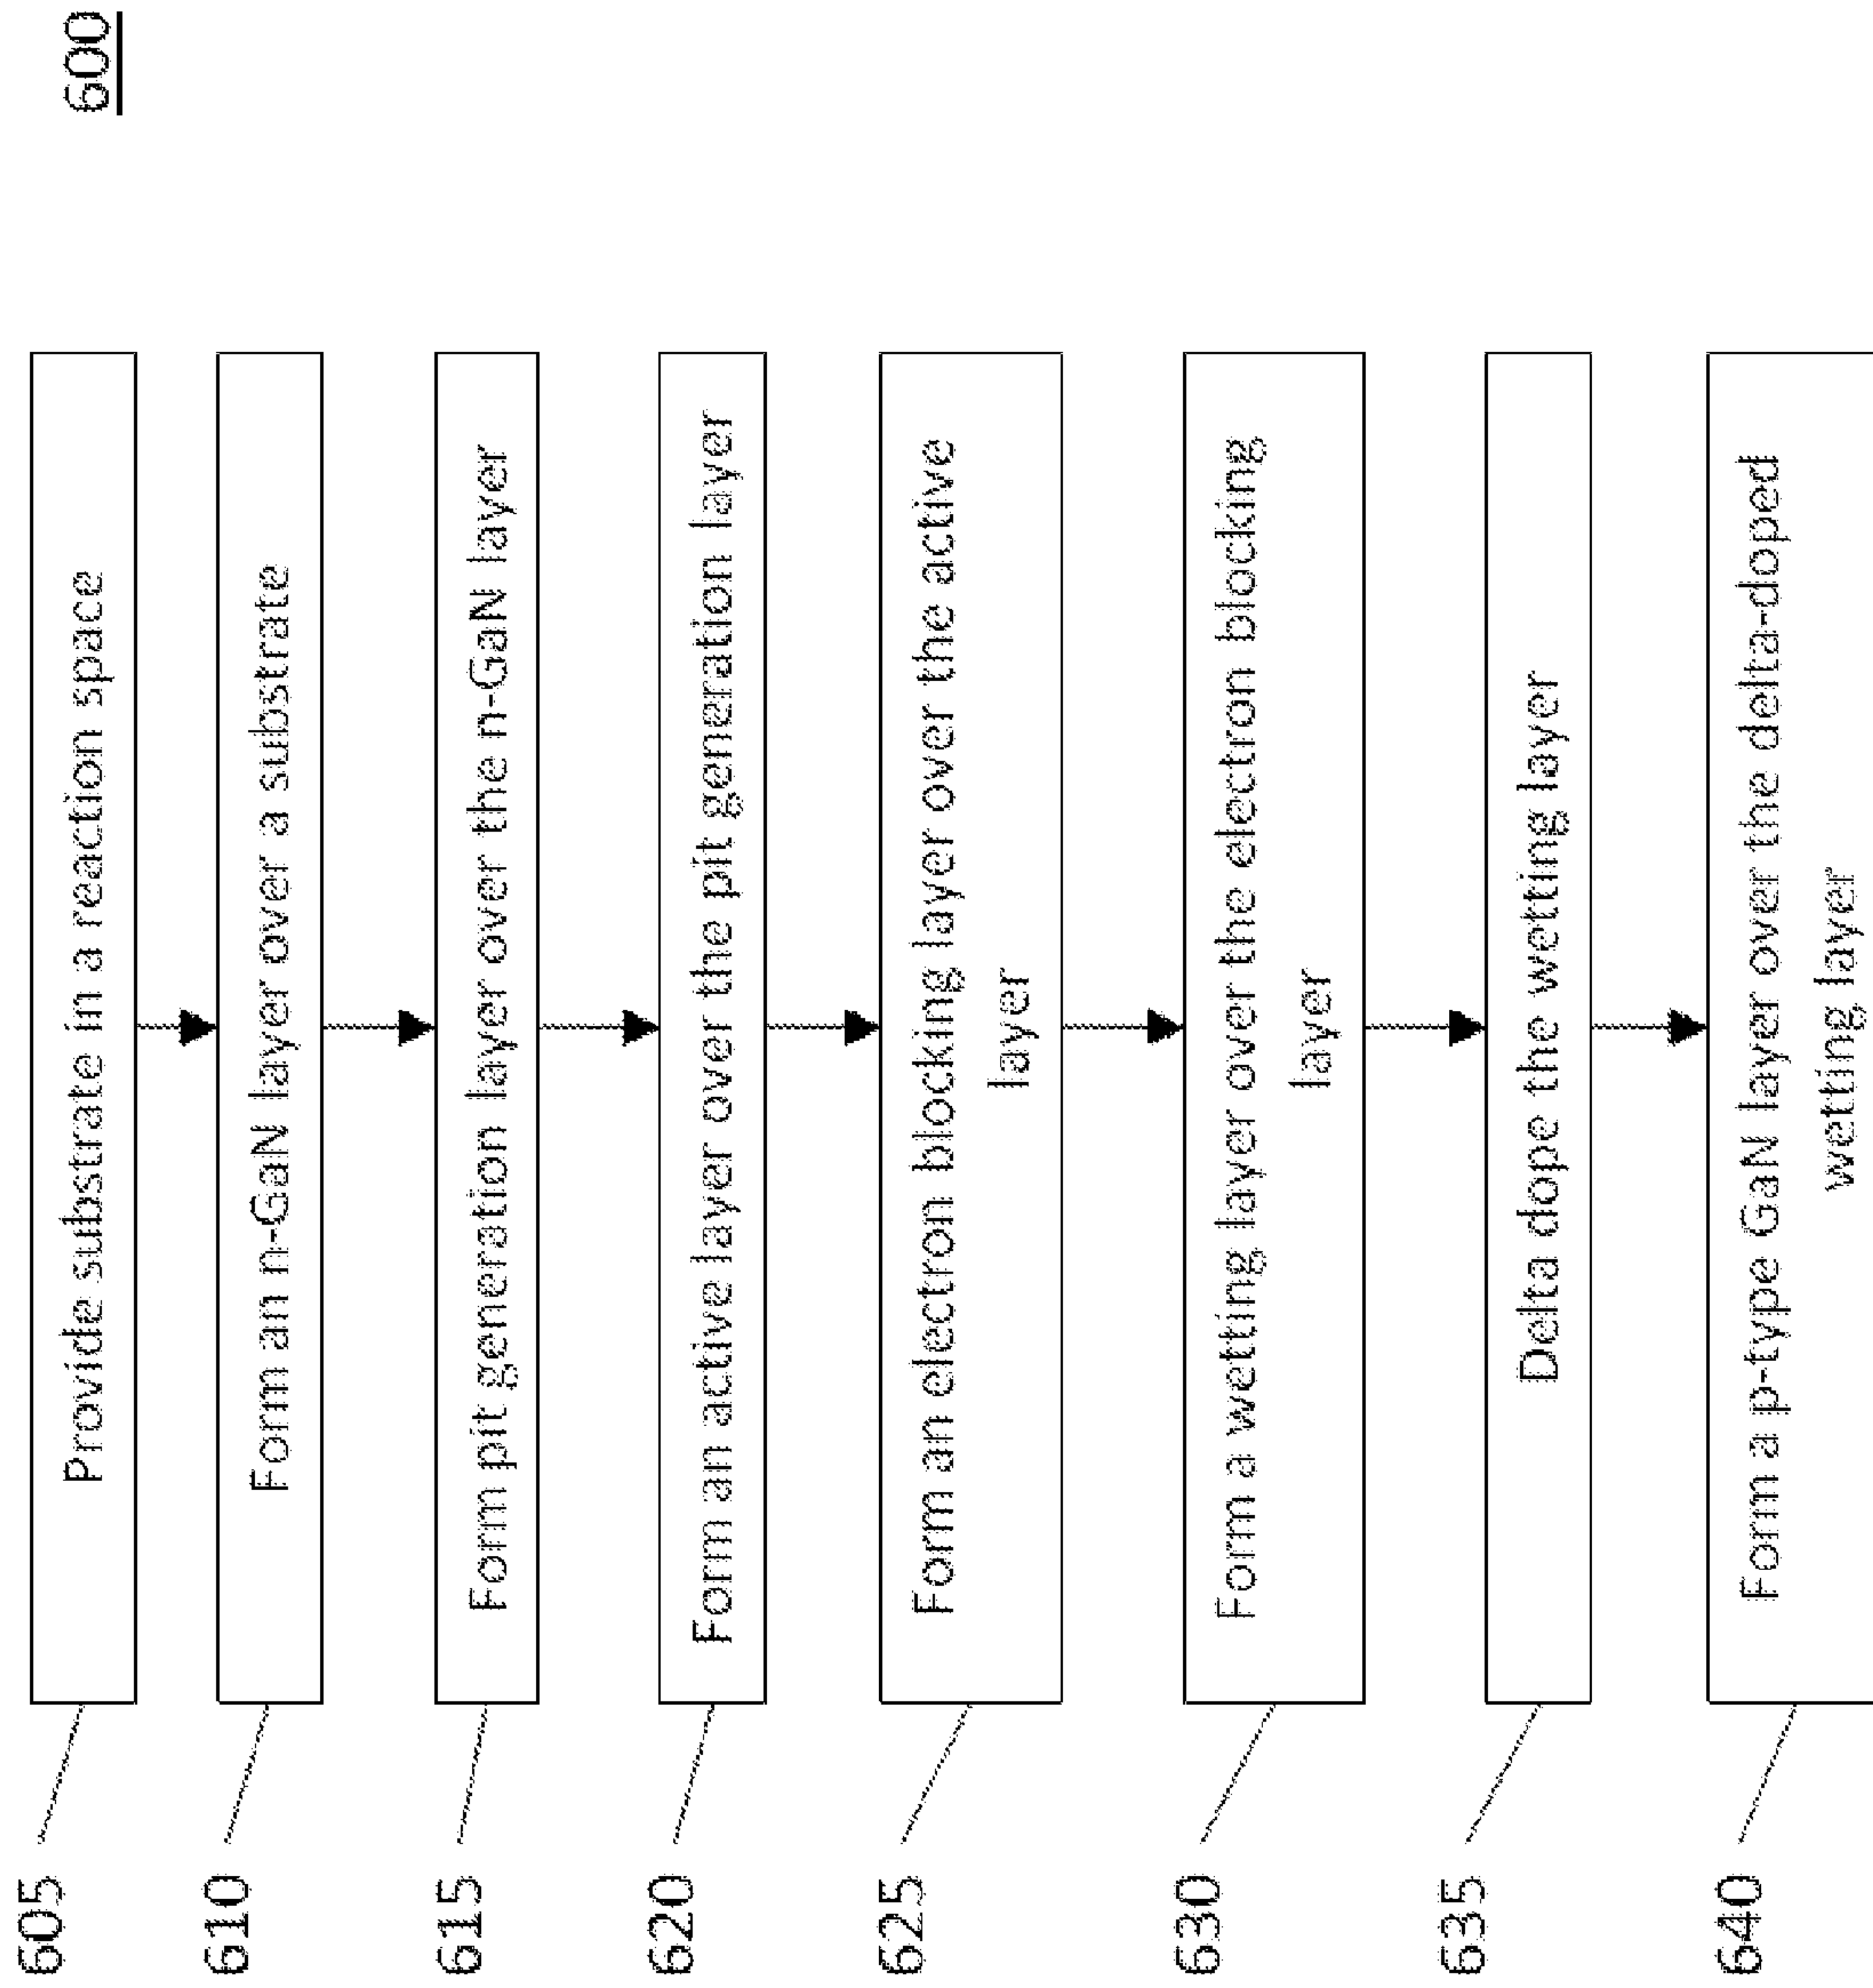 600
605
Provide substrate in a reaction space
610
Form an n-GaN layer over a substrate
615
Form pit generation layer over the n-GaN layer
620
Form an active layer over the pit generation layer
625
Form an electron blocking layer over the active
layer
630
Form a wetting layer over the electron blocking
layer
635
Delta dope the wetting layer
640
Form a p-type GaN layer over the delta-doped
wetting layer